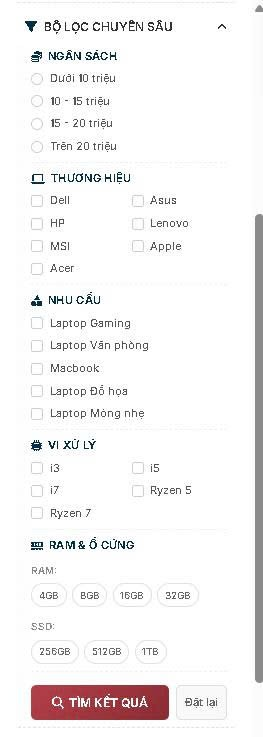 BỘ LỌC CHUYÊN SÂU
NGÂN SÁCH
Dưới 10 triệu
10 - 15 triệu
15 - 20 triệu
Trên 20 triệu
THƯƠNG HIỆU
Dell Asus
HP Lenovo
MSI Apple
Acer
NHU CẦU
Laptop Gaming
Laptop Văn phòng
Macbook
Laptop Đồ họa
Laptop Mỏng nhẹ
VI XỬ LÝ
i3 i5
i7 Ryzen 5
Ryzen 7
RAM & Ổ CỨNG
RAM:
4GB 8GB 16GB 32GB
SSD:
256GB 512GB 1TB
TÌM KẾT QUẢ Đặt lại